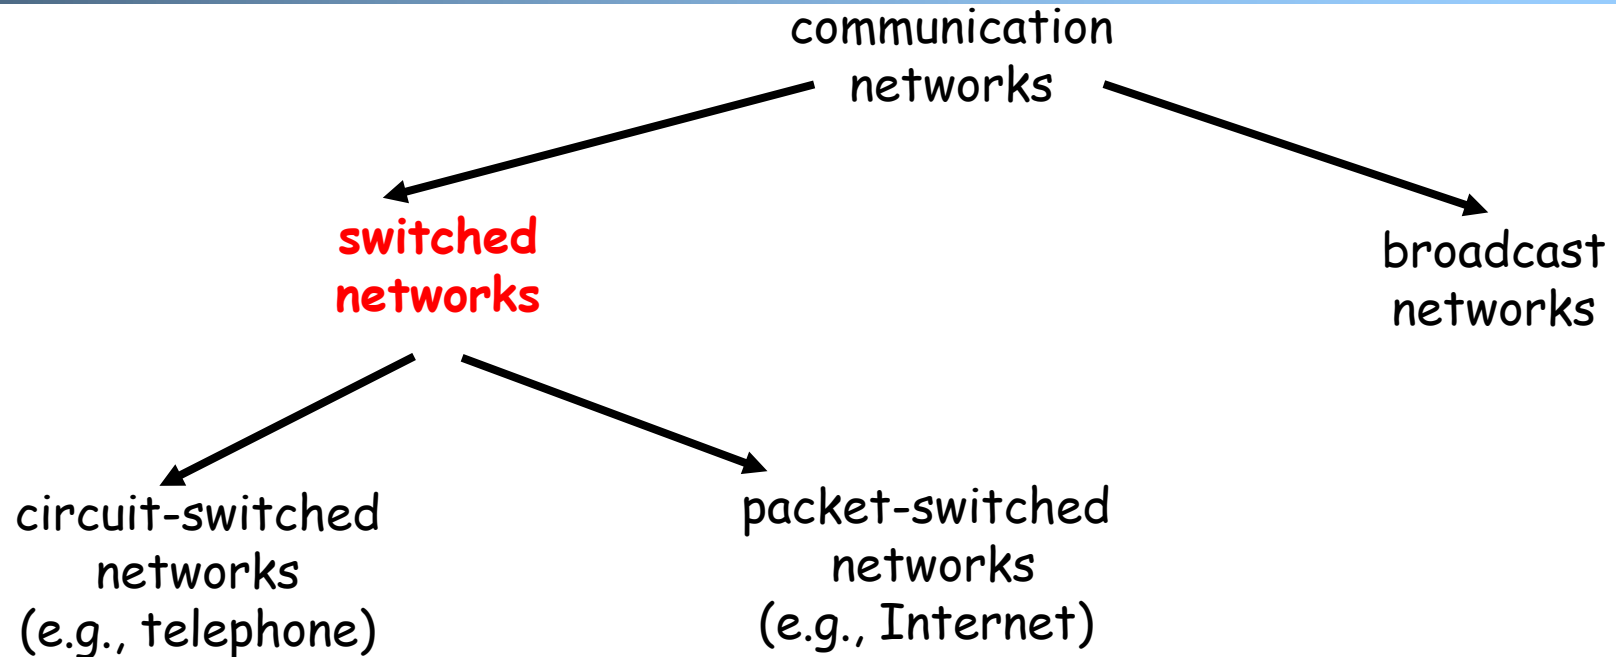 communication
networks
switched
networks
broadcast
networks
circuit-switched
networks
(e.g., telephone)
packet-switched
networks
(e.g., Internet)